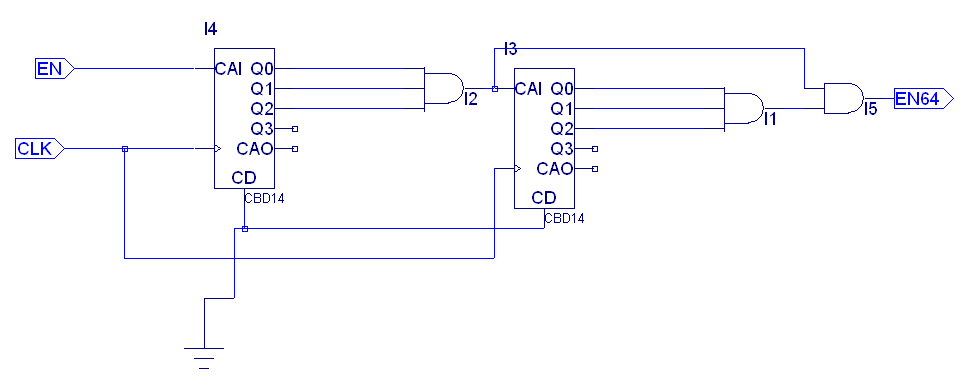 I4
I3
EN
CAI Q0
Q1
Q2
Q3
CAO
CD
CBD14
I2
CAI Q0
Q1
Q2
Q3
CAO
CD
CBD14
I1
I5
EN64
CLK